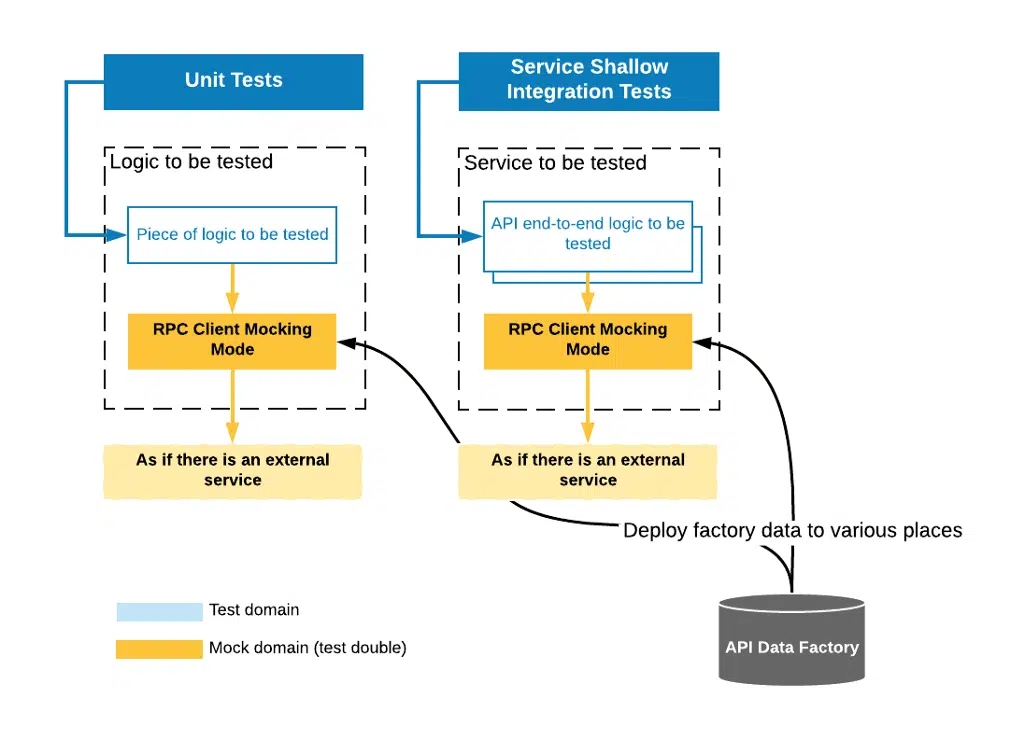 Unit Tests
Service Shallow
Integration Tests
Logic to be tested
Service to be tested
Piece of logic to be tested
API end-to-end logic to be
tested
RPC Client Mocking
Mode
RPC Client Mocking
Mode
As if there is an external
service
As if there is an external
service
Deploy factory data to various places
Test domain
Mock domain (test double)
API Data Factory